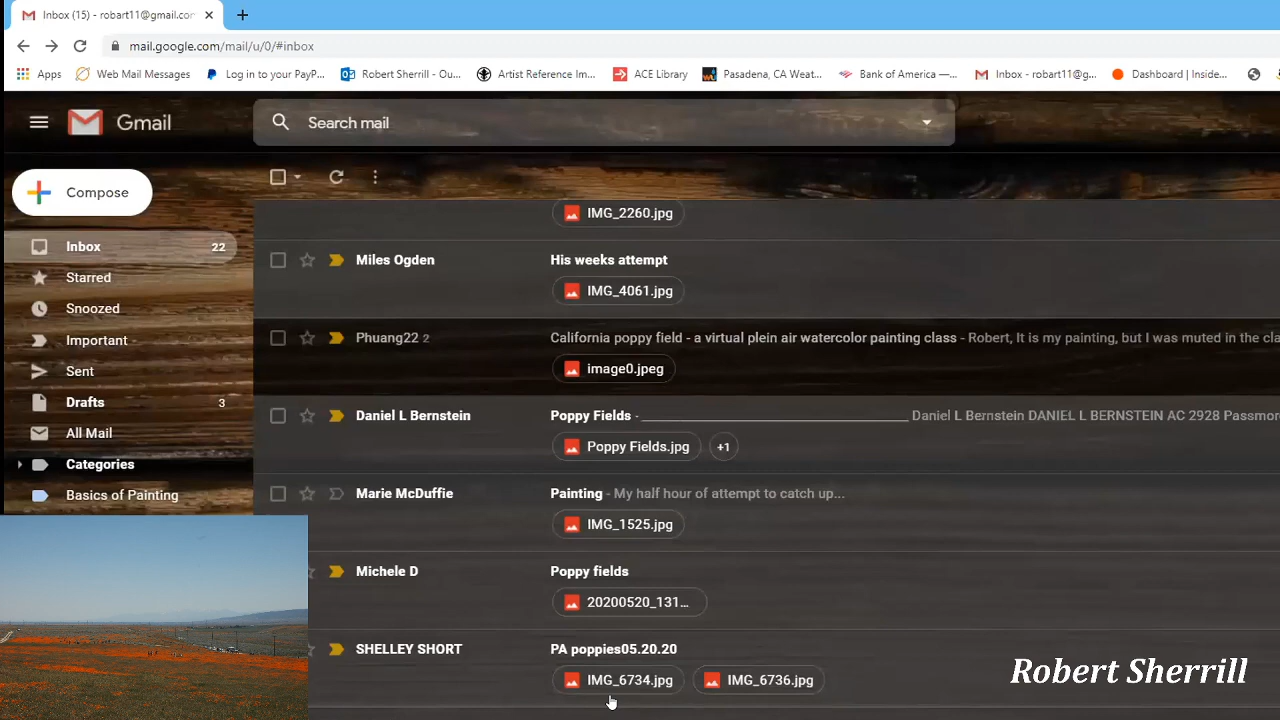 Inbox (15) - robart11@gmail.cor
mail.google.com/mail/u/0/#inbox
Apps Web Mail Messages Log in to your PayP... Robert Sherrill - Ou... Artist Reference Im... ACE Library Pasadena, CA Weat... Bank of America —... Inbox - robart11@g... Dashboard | Inside...
Gmail
Search mail
Compose
IMG_2260.jpg
Inbox 22
Miles Ogden His weeks attempt
Starred
IMG_4061.jpg
Snoozed
Important
Phuang22 2 California poppy field - a virtual plein air watercolor painting class - Robert, It is my painting, but I was muted in the cla
Sent
image0.jpeg
Drafts 3
Daniel L Bernstein Poppy Fields - ________________________________________ Daniel L Bernstein DANIEL L BERNSTEIN AC 2928 Passmor
All Mail
Poppy Fields.jpg +1
Categories
Basics of Painting
Marie McDuffie Painting - My half hour of attempt to catch up...
IMG_1525.jpg
Michele D Poppy fields
20200520_131...
SHELLEY SHORT PA poppies05.20.20
IMG_6734.jpg IMG_6736.jpg
Robert Sherrill